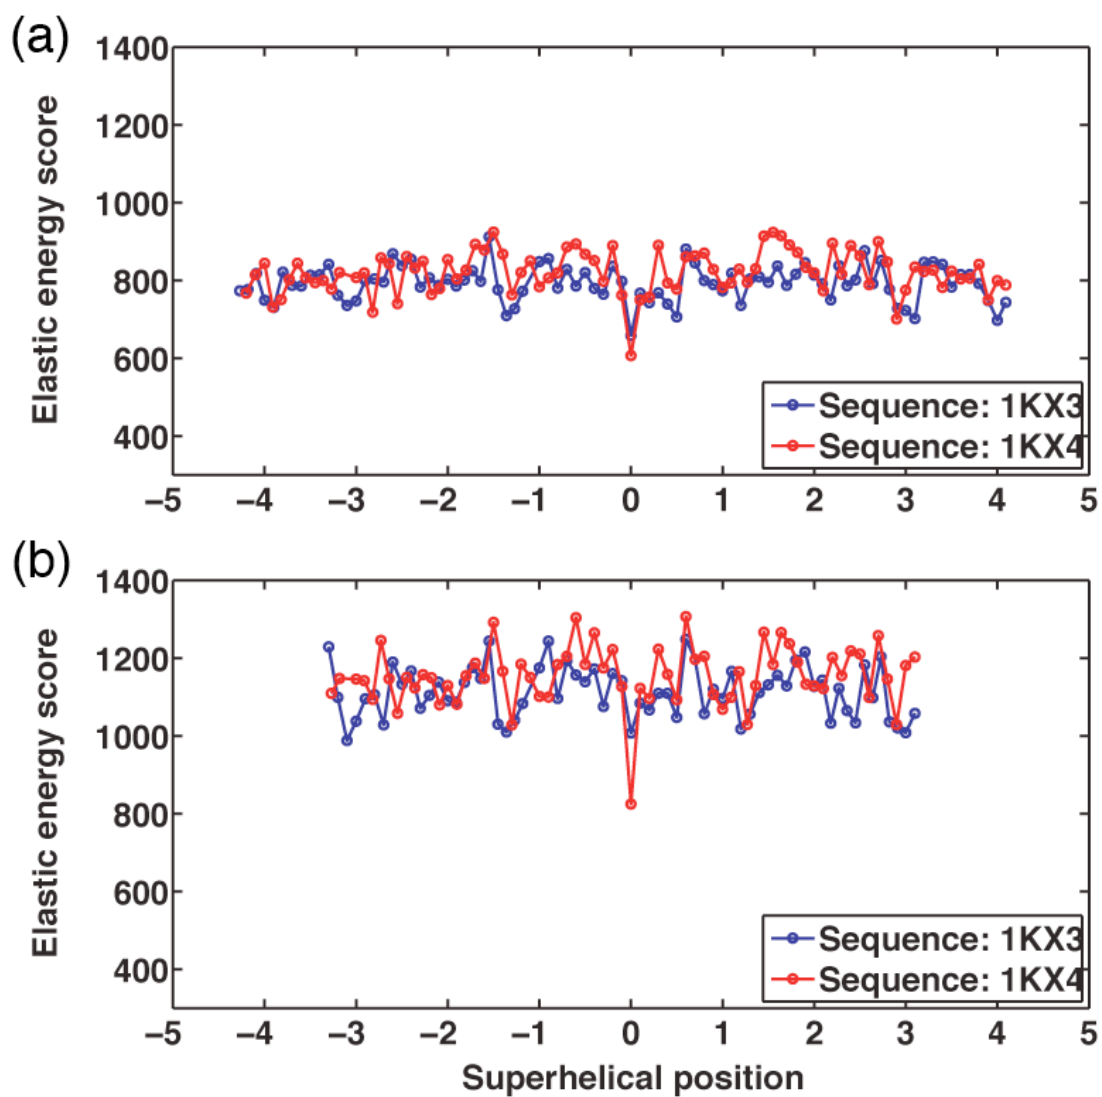 (a)
1400
1200
1000
800
600
400
Elastic energy score
Sequence: 1KX3
Sequence: 1KX4
−5 −4 −3 −2 −1 0 1 2 3 4 5
(b)
1400
1200
1000
800
600
400
Elastic energy score
Sequence: 1KX3
Sequence: 1KX4
−5 −4 −3 −2 −1 0 1 2 3 4 5
Superhelical position